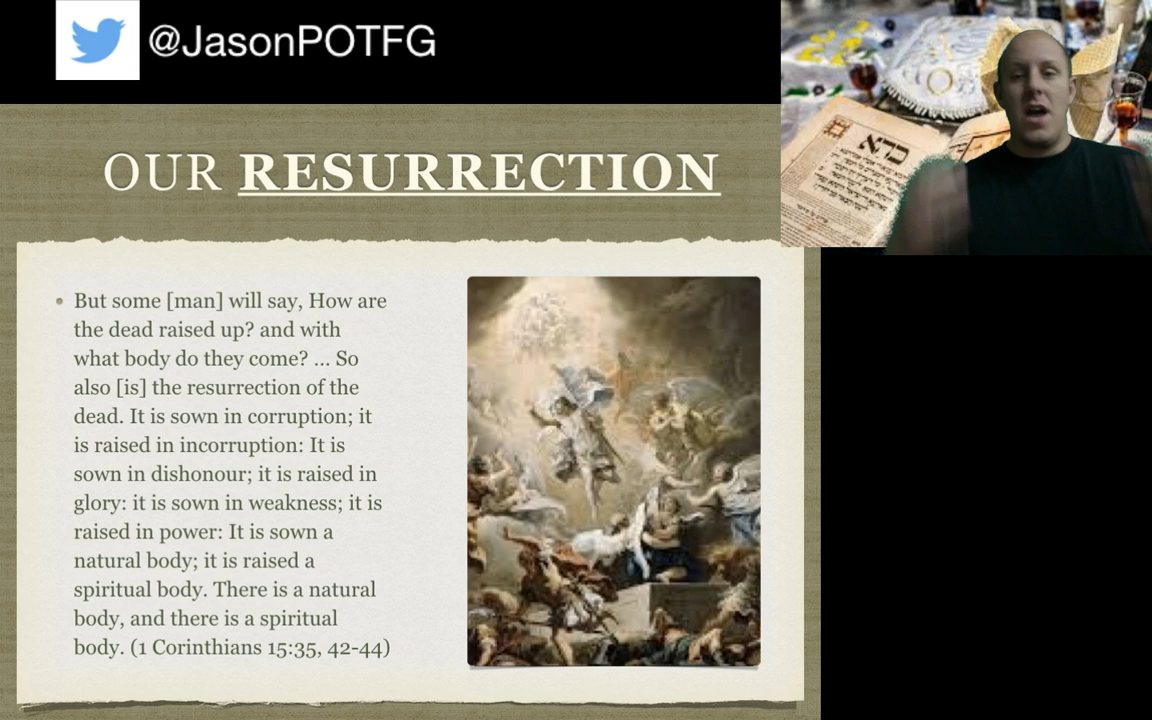 @JasonPOTFG
OUR RESURRECTION
But some [man] will say, How are
the dead raised up? and with
what body do they come? ... So
also [is] the resurrection of the
dead. It is sown in corruption; it
is raised in incorruption: It is
sown in dishonour; it is raised in
glory: it is sown in weakness; it is
raised in power: It is sown a
natural body; it is raised a
spiritual body. There is a natural
body, and there is a spiritual
body. (1 Corinthians 15:35, 42-44)